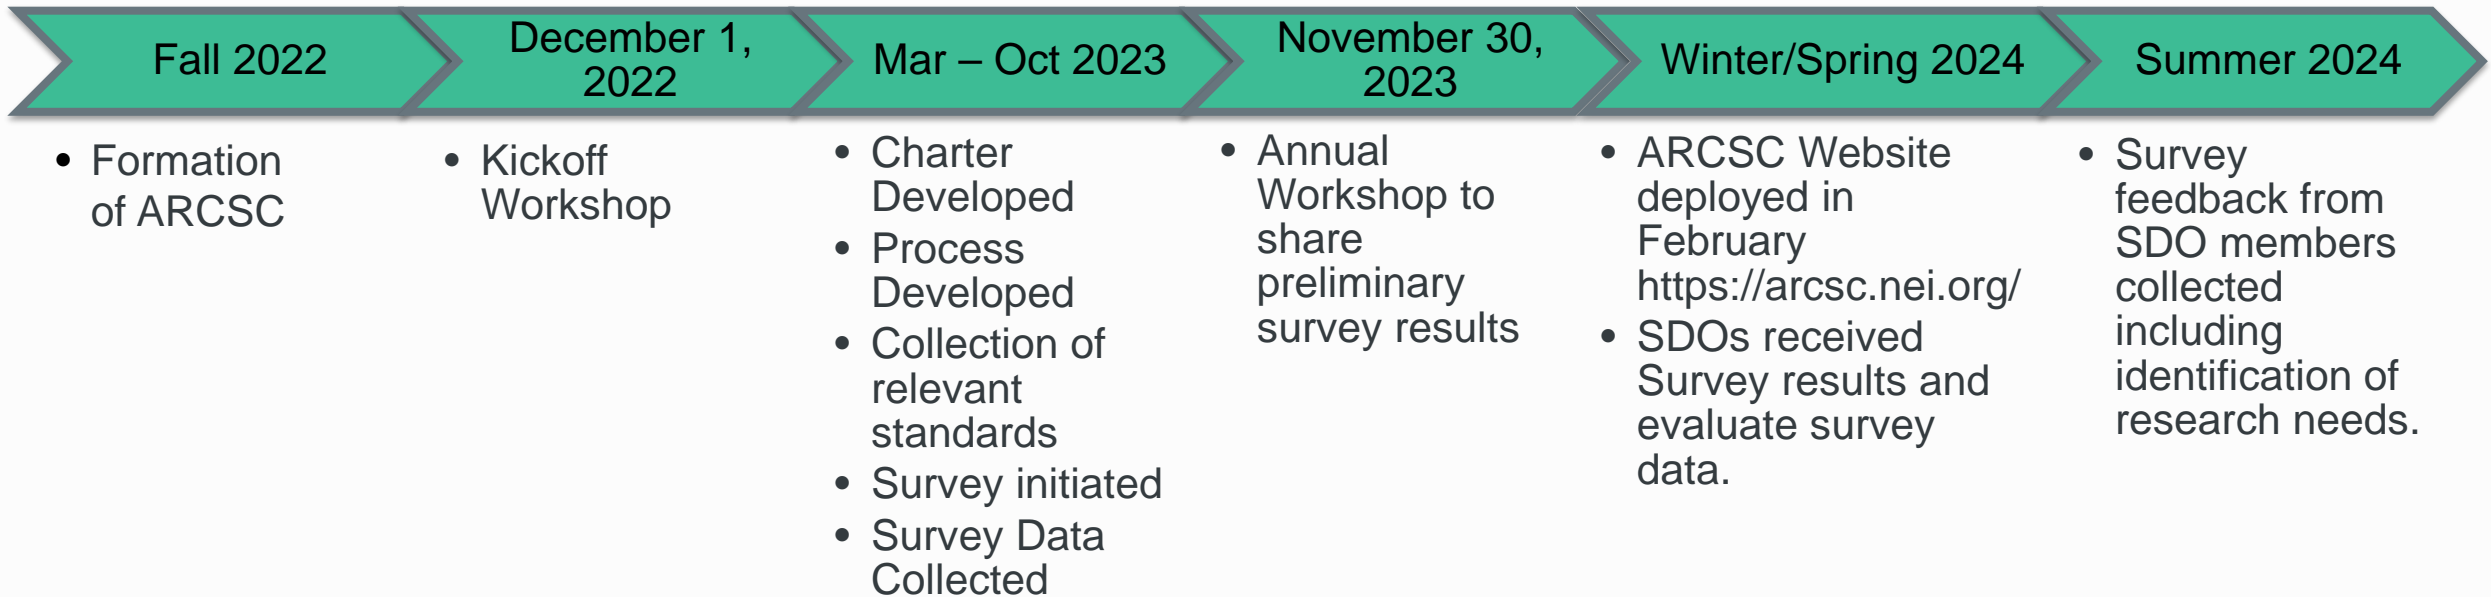 Fall 2022
December 1,
2022
Mar – Oct 2023
November 30,
2023
Winter/Spring 2024
Summer 2024
• Formation
of ARCSC
• Kickoff
Workshop
• Charter
Developed
• Process
Developed
• Collection of
relevant
standards
• Survey initiated
• Survey Data
Collected
• Annual
Workshop to
share
preliminary
survey results
• ARCSC Website
deployed in
February
https://arcsc.nei.org/
• SDOs received
Survey results and
evaluate survey
data.
• Survey
feedback from
SDO members
collected
including
identification of
research needs.